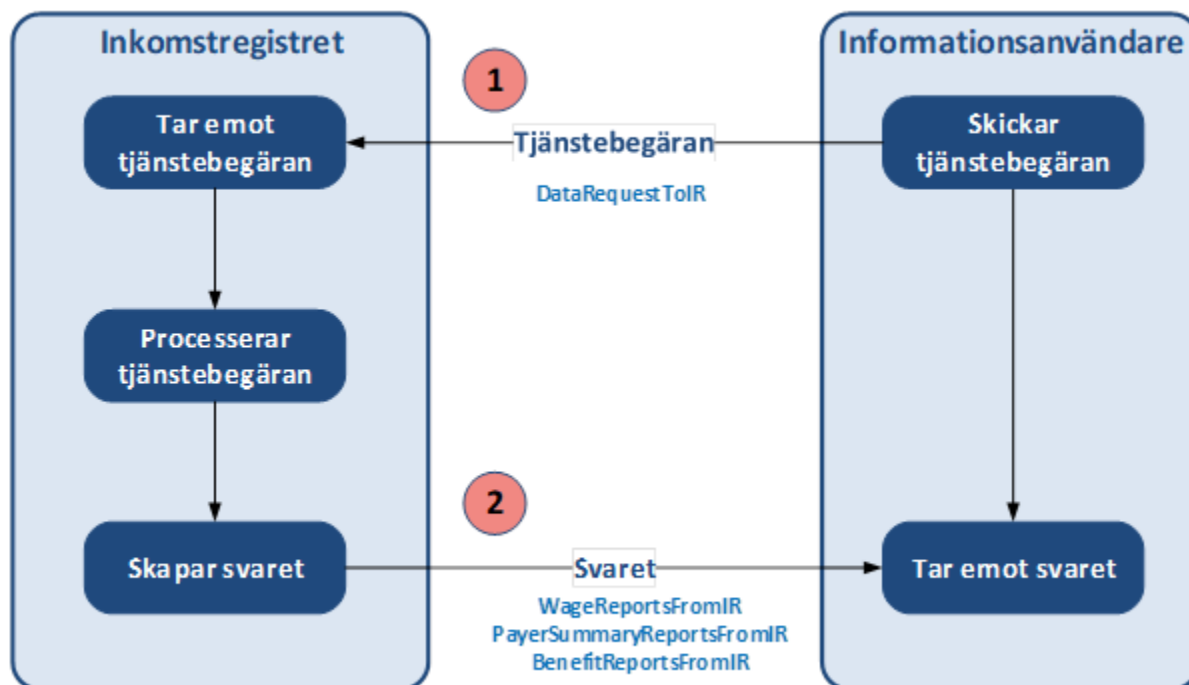 Inkomstregistret
Informationsanvändare
1
Tar emot
tjänstebegäran
Tjänstebegäran
DataRequestToIR
Skickar
tjänstebegäran
Processerar
tjänstebegäran
2
Skapar svaret
Svaret
WageReportsFromIR
PayerSummaryReportsFromIR
BenefitReportsFromIR
Tar emot svaret